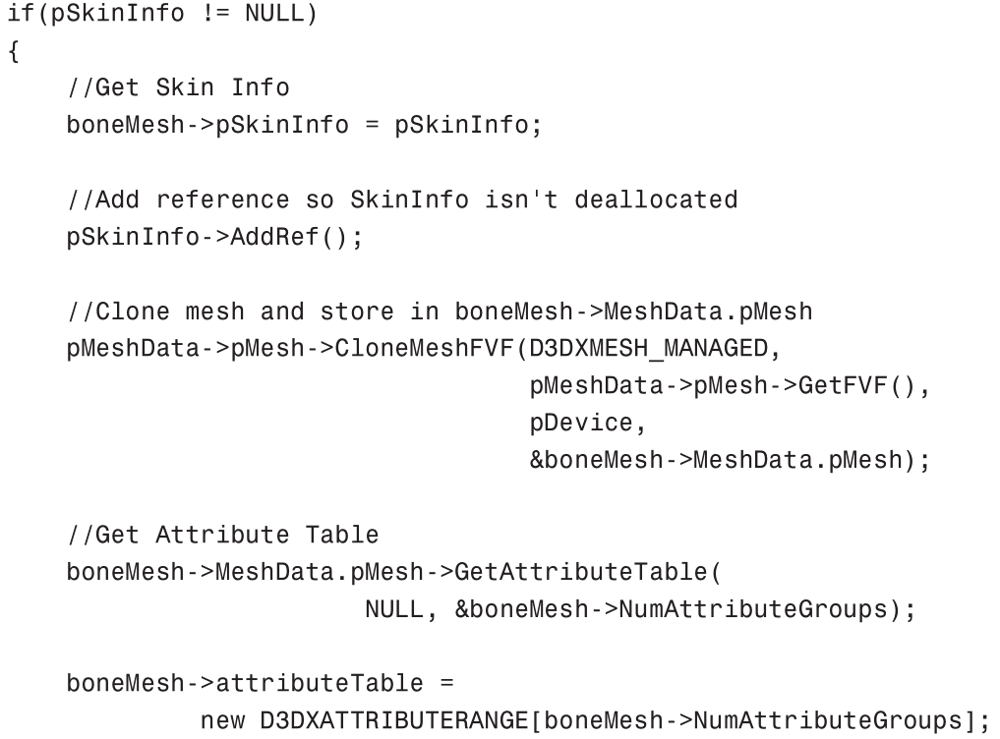 if(pSkinInfo != NULL)
{
    //Get Skin Info
    boneMesh->pSkinInfo = pSkinInfo;

    //Add reference so SkinInfo isn't deallocated
    pSkinInfo->AddRef();

    //Clone mesh and store in boneMesh->MeshData.pMesh
    pMeshData->pMesh->CloneMeshFVF(D3DXMESH_MANAGED,
                                   pMeshData->pMesh->GetFVF(),
                                   pDevice,
                                   &boneMesh->MeshData.pMesh);

    //Get Attribute Table
    boneMesh->MeshData.pMesh->GetAttributeTable(
                        NULL, &boneMesh->NumAttributeGroups);

    boneMesh->attributeTable =
             new D3DXATTRIBUTERANGE[boneMesh->NumAttributeGroups];